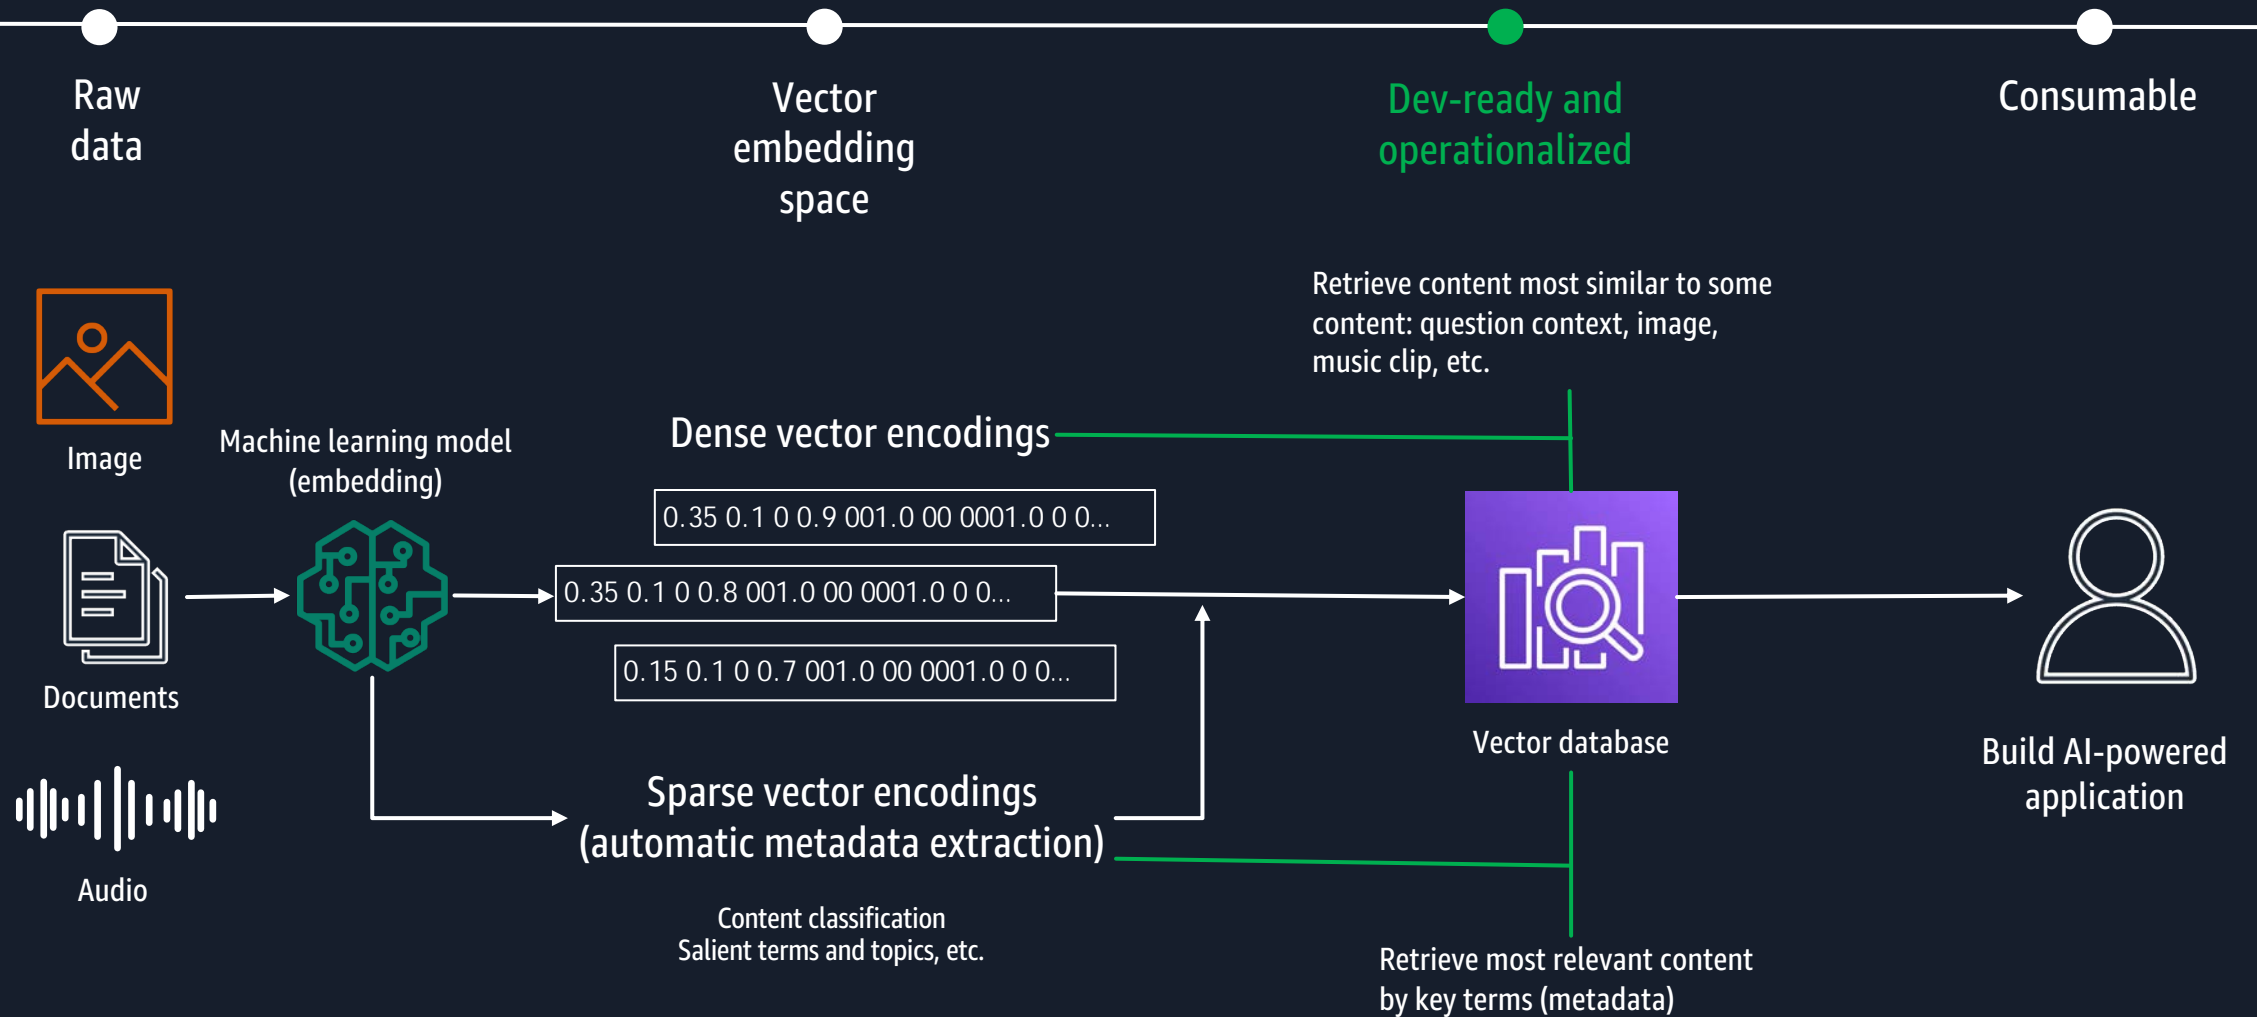 Raw
data
Vector
embedding
space
Dev-ready and
operationalized
Consumable
Image
Documents
Audio
Machine learning model
(embedding)
Dense vector encodings
0.35 0.1 0 0.9 001.0 00 0001.0 0 0...
0.35 0.1 0 0.8 001.0 00 0001.0 0 0...
0.15 0.1 0 0.7 001.0 00 0001.0 0 0...
Sparse vector encodings
(automatic metadata extraction)
Content classification
Salient terms and topics, etc.
Retrieve content most similar to some
content: question context, image,
music clip, etc.
Vector database
Retrieve most relevant content
by key terms (metadata)
Build AI-powered
application